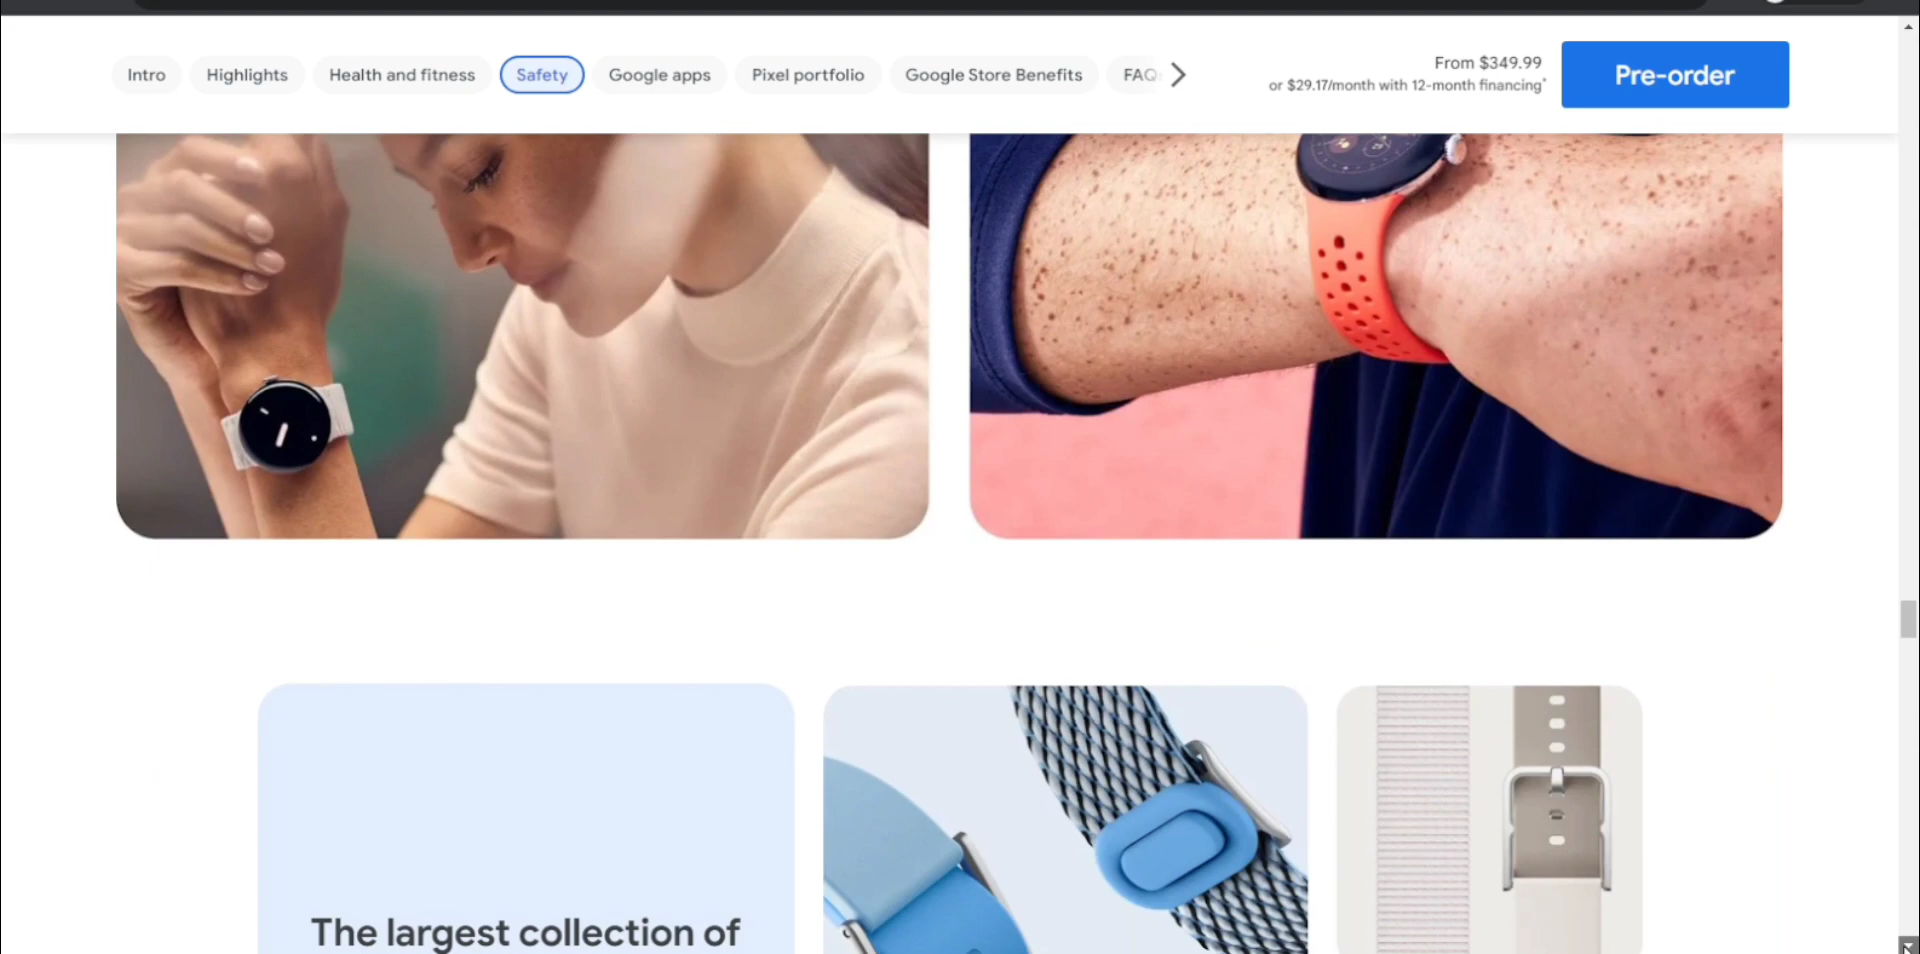 Intro Highlights Health and fitness Safety Google apps Pixel portfolio Google Store Benefits FAQ
From $349.99
or $29.17/month with 12-month financing*
Pre-order
The largest collection of